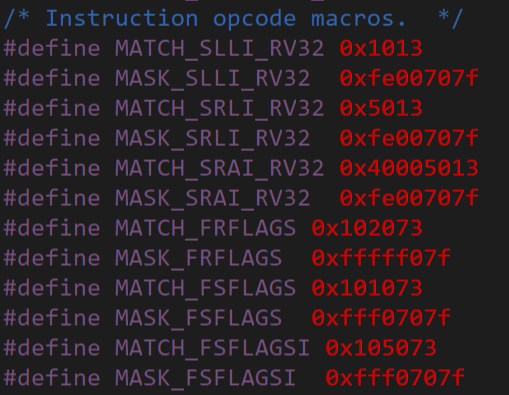 /* Instruction opcode macros.  */
#define MATCH_SLLI_RV32 0x1013
#define MASK_SLLI_RV32  0xfe00707f
#define MATCH_SRLI_RV32 0x5013
#define MASK_SRLI_RV32  0xfe00707f
#define MATCH_SRAI_RV32 0x40005013
#define MASK_SRAI_RV32  0xfe00707f
#define MATCH_FRFLAGS 0x102073
#define MASK_FRFLAGS  0xfffff07f
#define MATCH_FSFLAGS 0x101073
#define MASK_FSFLAGS  0xfff0707f
#define MATCH_FSFLAGSI 0x105073
#define MASK_FSFLAGSI  0xfff0707f